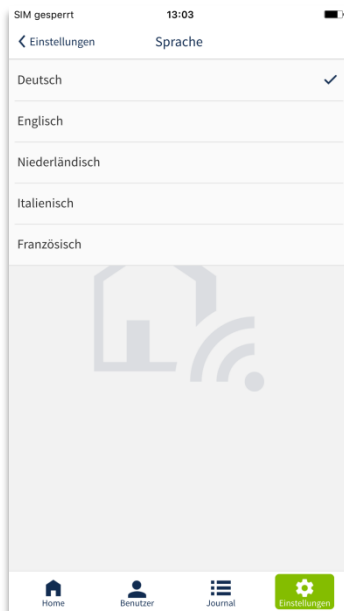 SIM gesperrt 13:03
Einstellungen Sprache
Deutsch
Englisch
Niederländisch
Italienisch
Französisch
Home Benutzer Journal Einstellungen